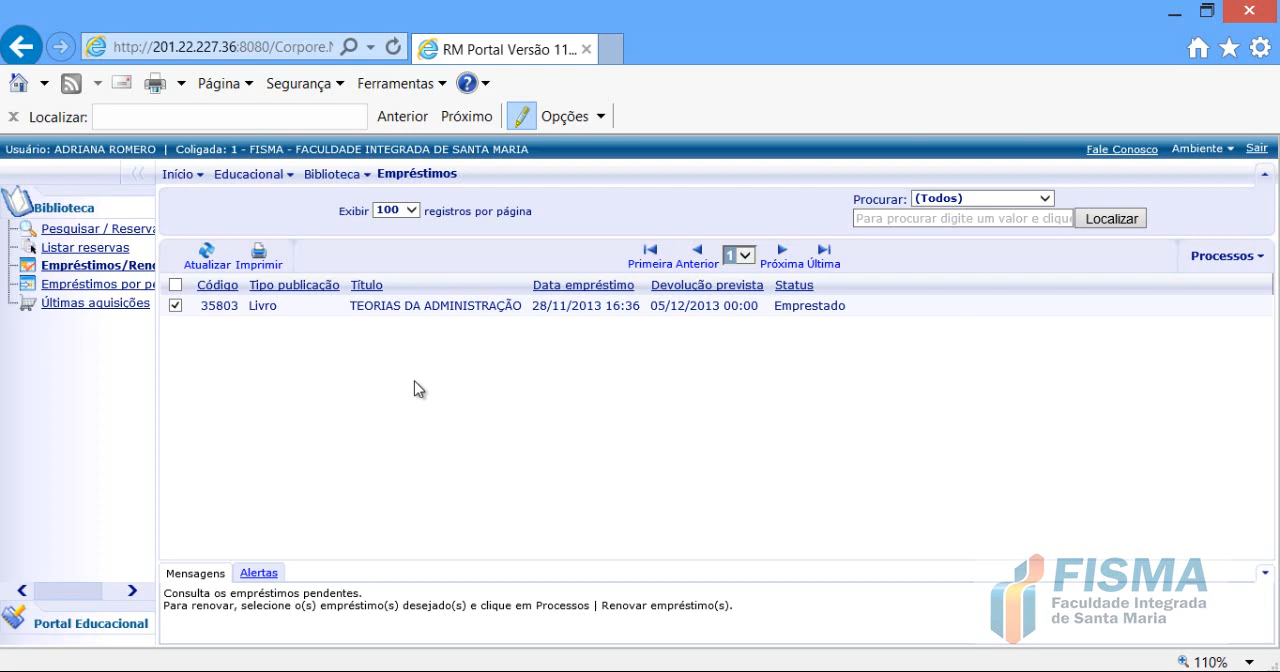 http://201.22.227.36:8080/Corpore.N
RM Portal Versão 11...
Página Segurança Ferramentas
x Localizar: Anterior Próximo Opções
Usuário: ADRIANA ROMERO | Coligada: 1 - FISMA - FACULDADE INTEGRADA DE SANTA MARIA Fale Conosco Ambiente Sair
Início Educacional Biblioteca Empréstimos
Biblioteca
Pesquisar / Reserva
Listar reservas
Empréstimos/Reno
Empréstimos por pe
Últimas aquisições
Portal Educacional
Exibir 100 registros por página
Procurar: (Todos)
Para procurar digite um valor e clique Localizar
Atualizar Imprimir Primeira Anterior 1 Próxima Última Processos
Código Tipo publicação Título Data empréstimo Devolução prevista Status
35803 Livro TEORIAS DA ADMINISTRAÇÃO 28/11/2013 16:36 05/12/2013 00:00 Emprestado
Mensagens Alertas
Consulta os empréstimos pendentes.
Para renovar, selecione o(s) empréstimo(s) desejado(s) e clique em Processos | Renovar empréstimo(s).
FISMA
Faculdade Integrada
de Santa Maria
110%